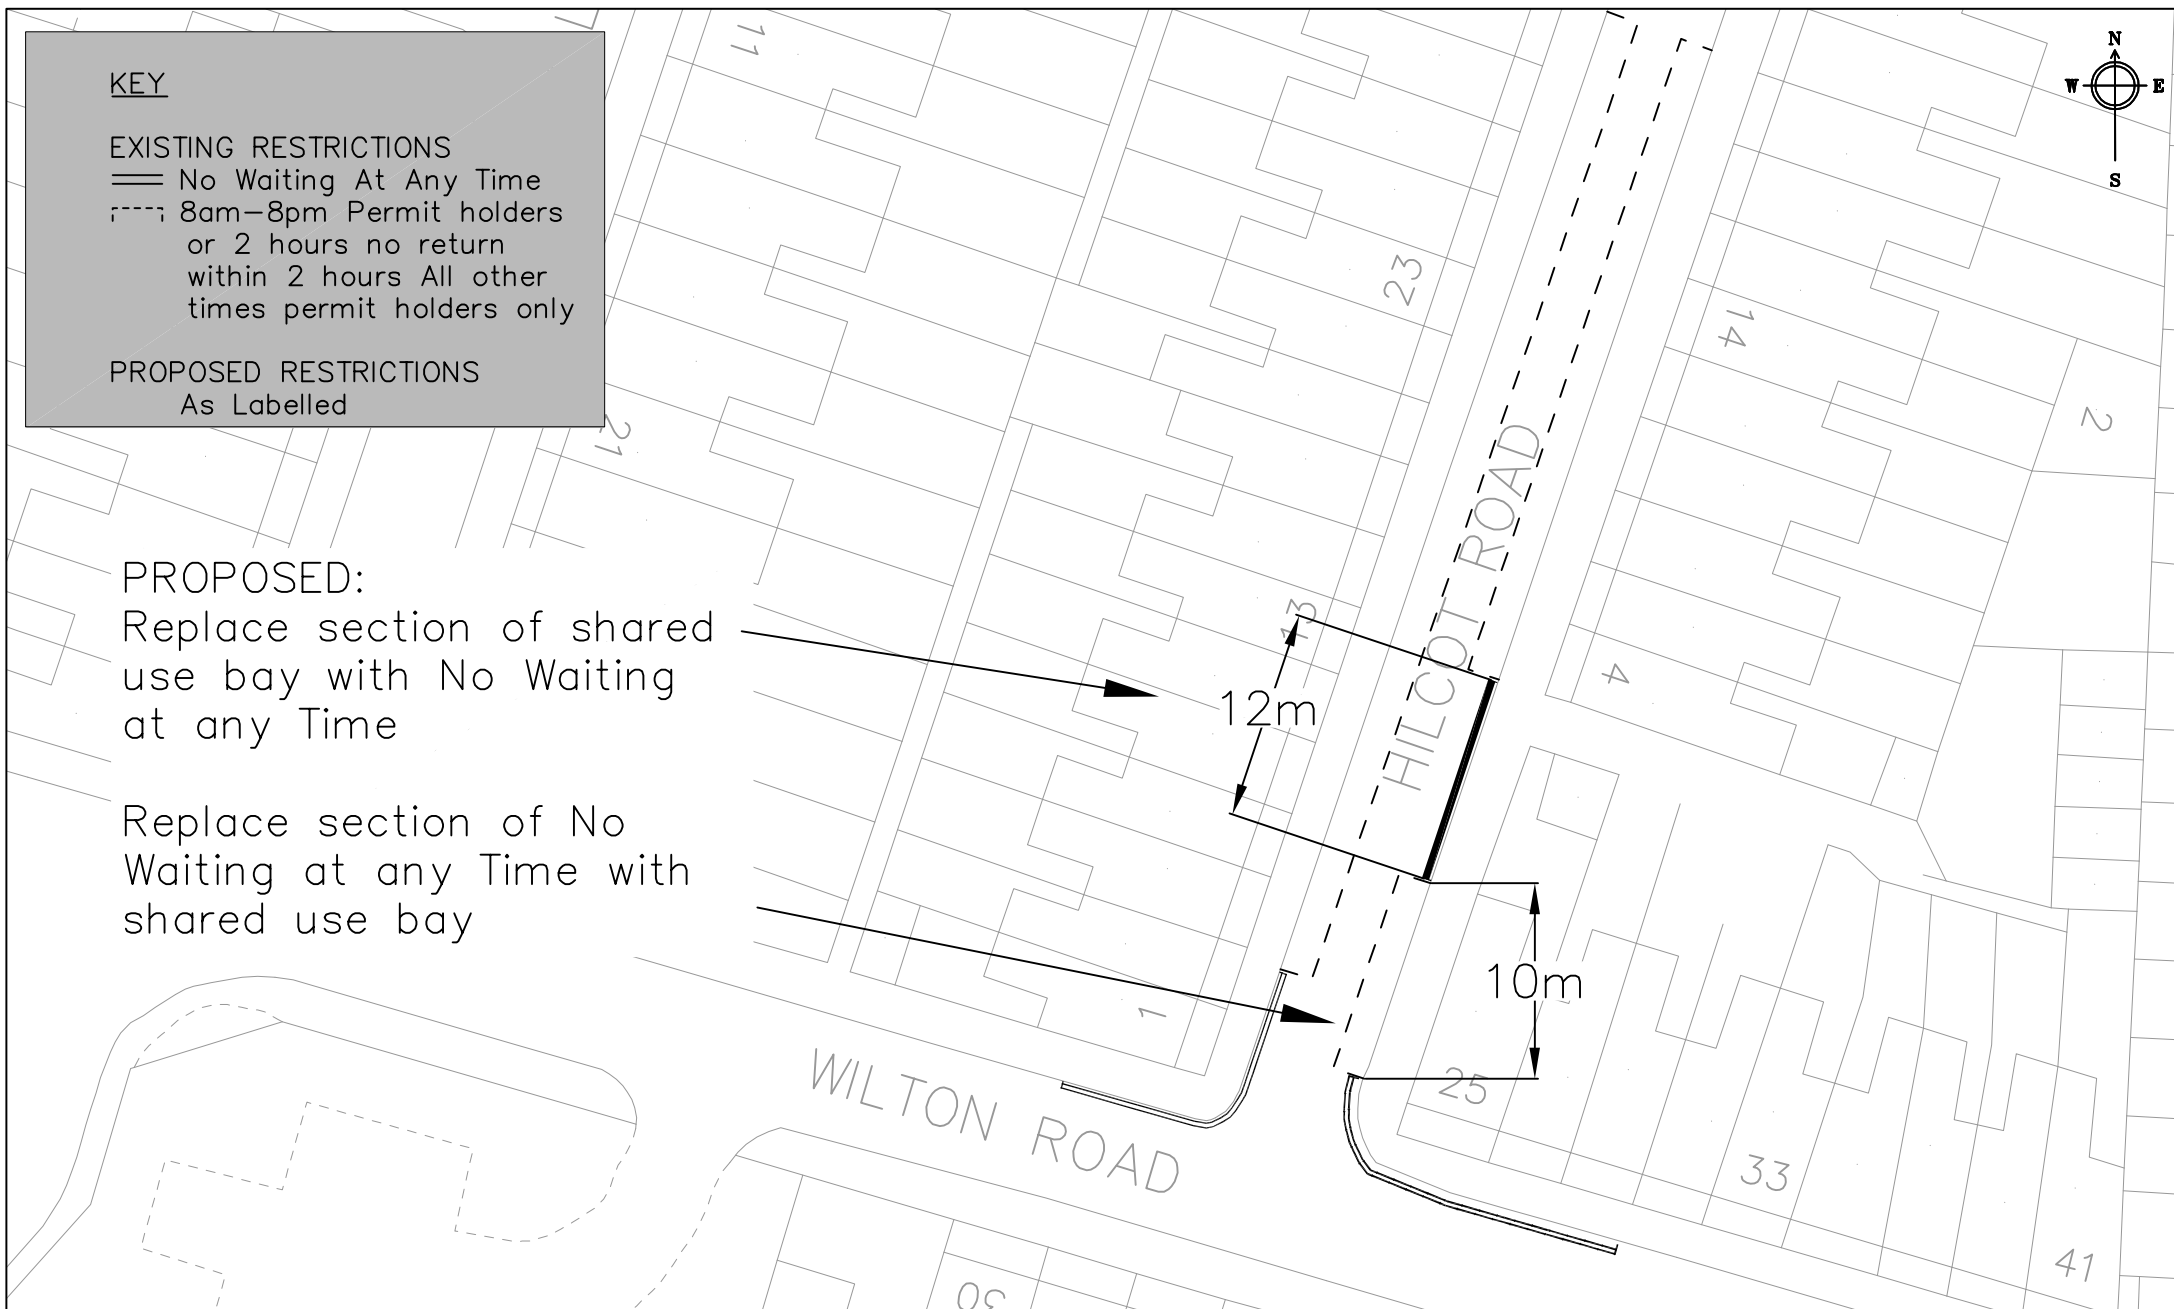 KEY
EXISTING RESTRICTIONS
No Waiting At Any Time
8am-8pm Permit holders
or 2 hours no return
within 2 hours All other
times permit holders only
PROPOSED RESTRICTIONS
As Labelled
N
W E
S
11
23
14
2
21
PROPOSED:
Replace section of shared
use bay with No Waiting
at any Time
Replace section of No
Waiting at any Time with
shared use bay
13
4
12m
HILCOT ROAD
10m
1
25
WILTON ROAD
33
41
30